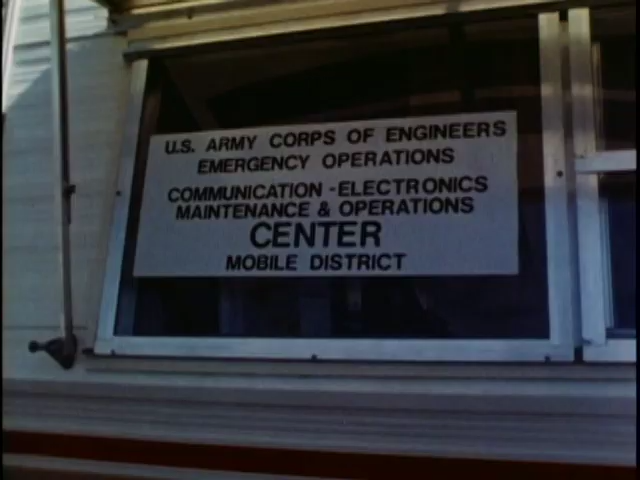 U.S. ARMY CORPS OF ENGINEERS
EMERGENCY OPERATIONS
COMMUNICATION-ELECTRONICS
MAINTENANCE & OPERATIONS
CENTER
MOBILE DISTRICT